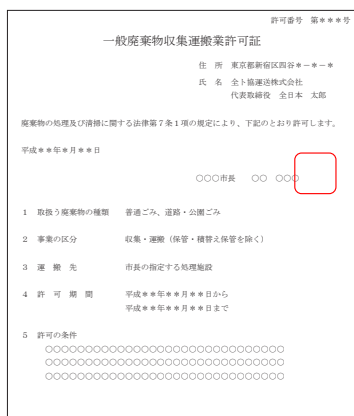 許可番号 第＊＊＊号
一般廃棄物収集運搬業許可証
住 所 東京都新宿区四谷＊－＊－＊
氏 名 全ト協運送株式会社
代表取締役 全日本 太郎
廃棄物の処理及び清掃に関する法律第７条１項の規定により、下記のとおり許可します。
平成＊＊年＊月＊＊日
○○○市長 ○○ ○○○
１ 取扱う廃棄物の種類 普通ごみ、道路・公園ごみ
２ 事業の区分 収集・運搬（保管・積替え保管を除く）
３ 運 搬 先 市長の指定する処理施設
４ 許 可 期 間 平成＊＊年＊＊月＊＊日から
平成＊＊年＊＊月＊＊日まで
５ 許可の条件
○○○○○○○○○○○○○○○○○○○○○○○○○○○○○○
○○○○○○○○○○○○○○○○○○○○○○○○○○○○○○
○○○○○○○○○○○○○○○○○○○○○○○○○○○○○○